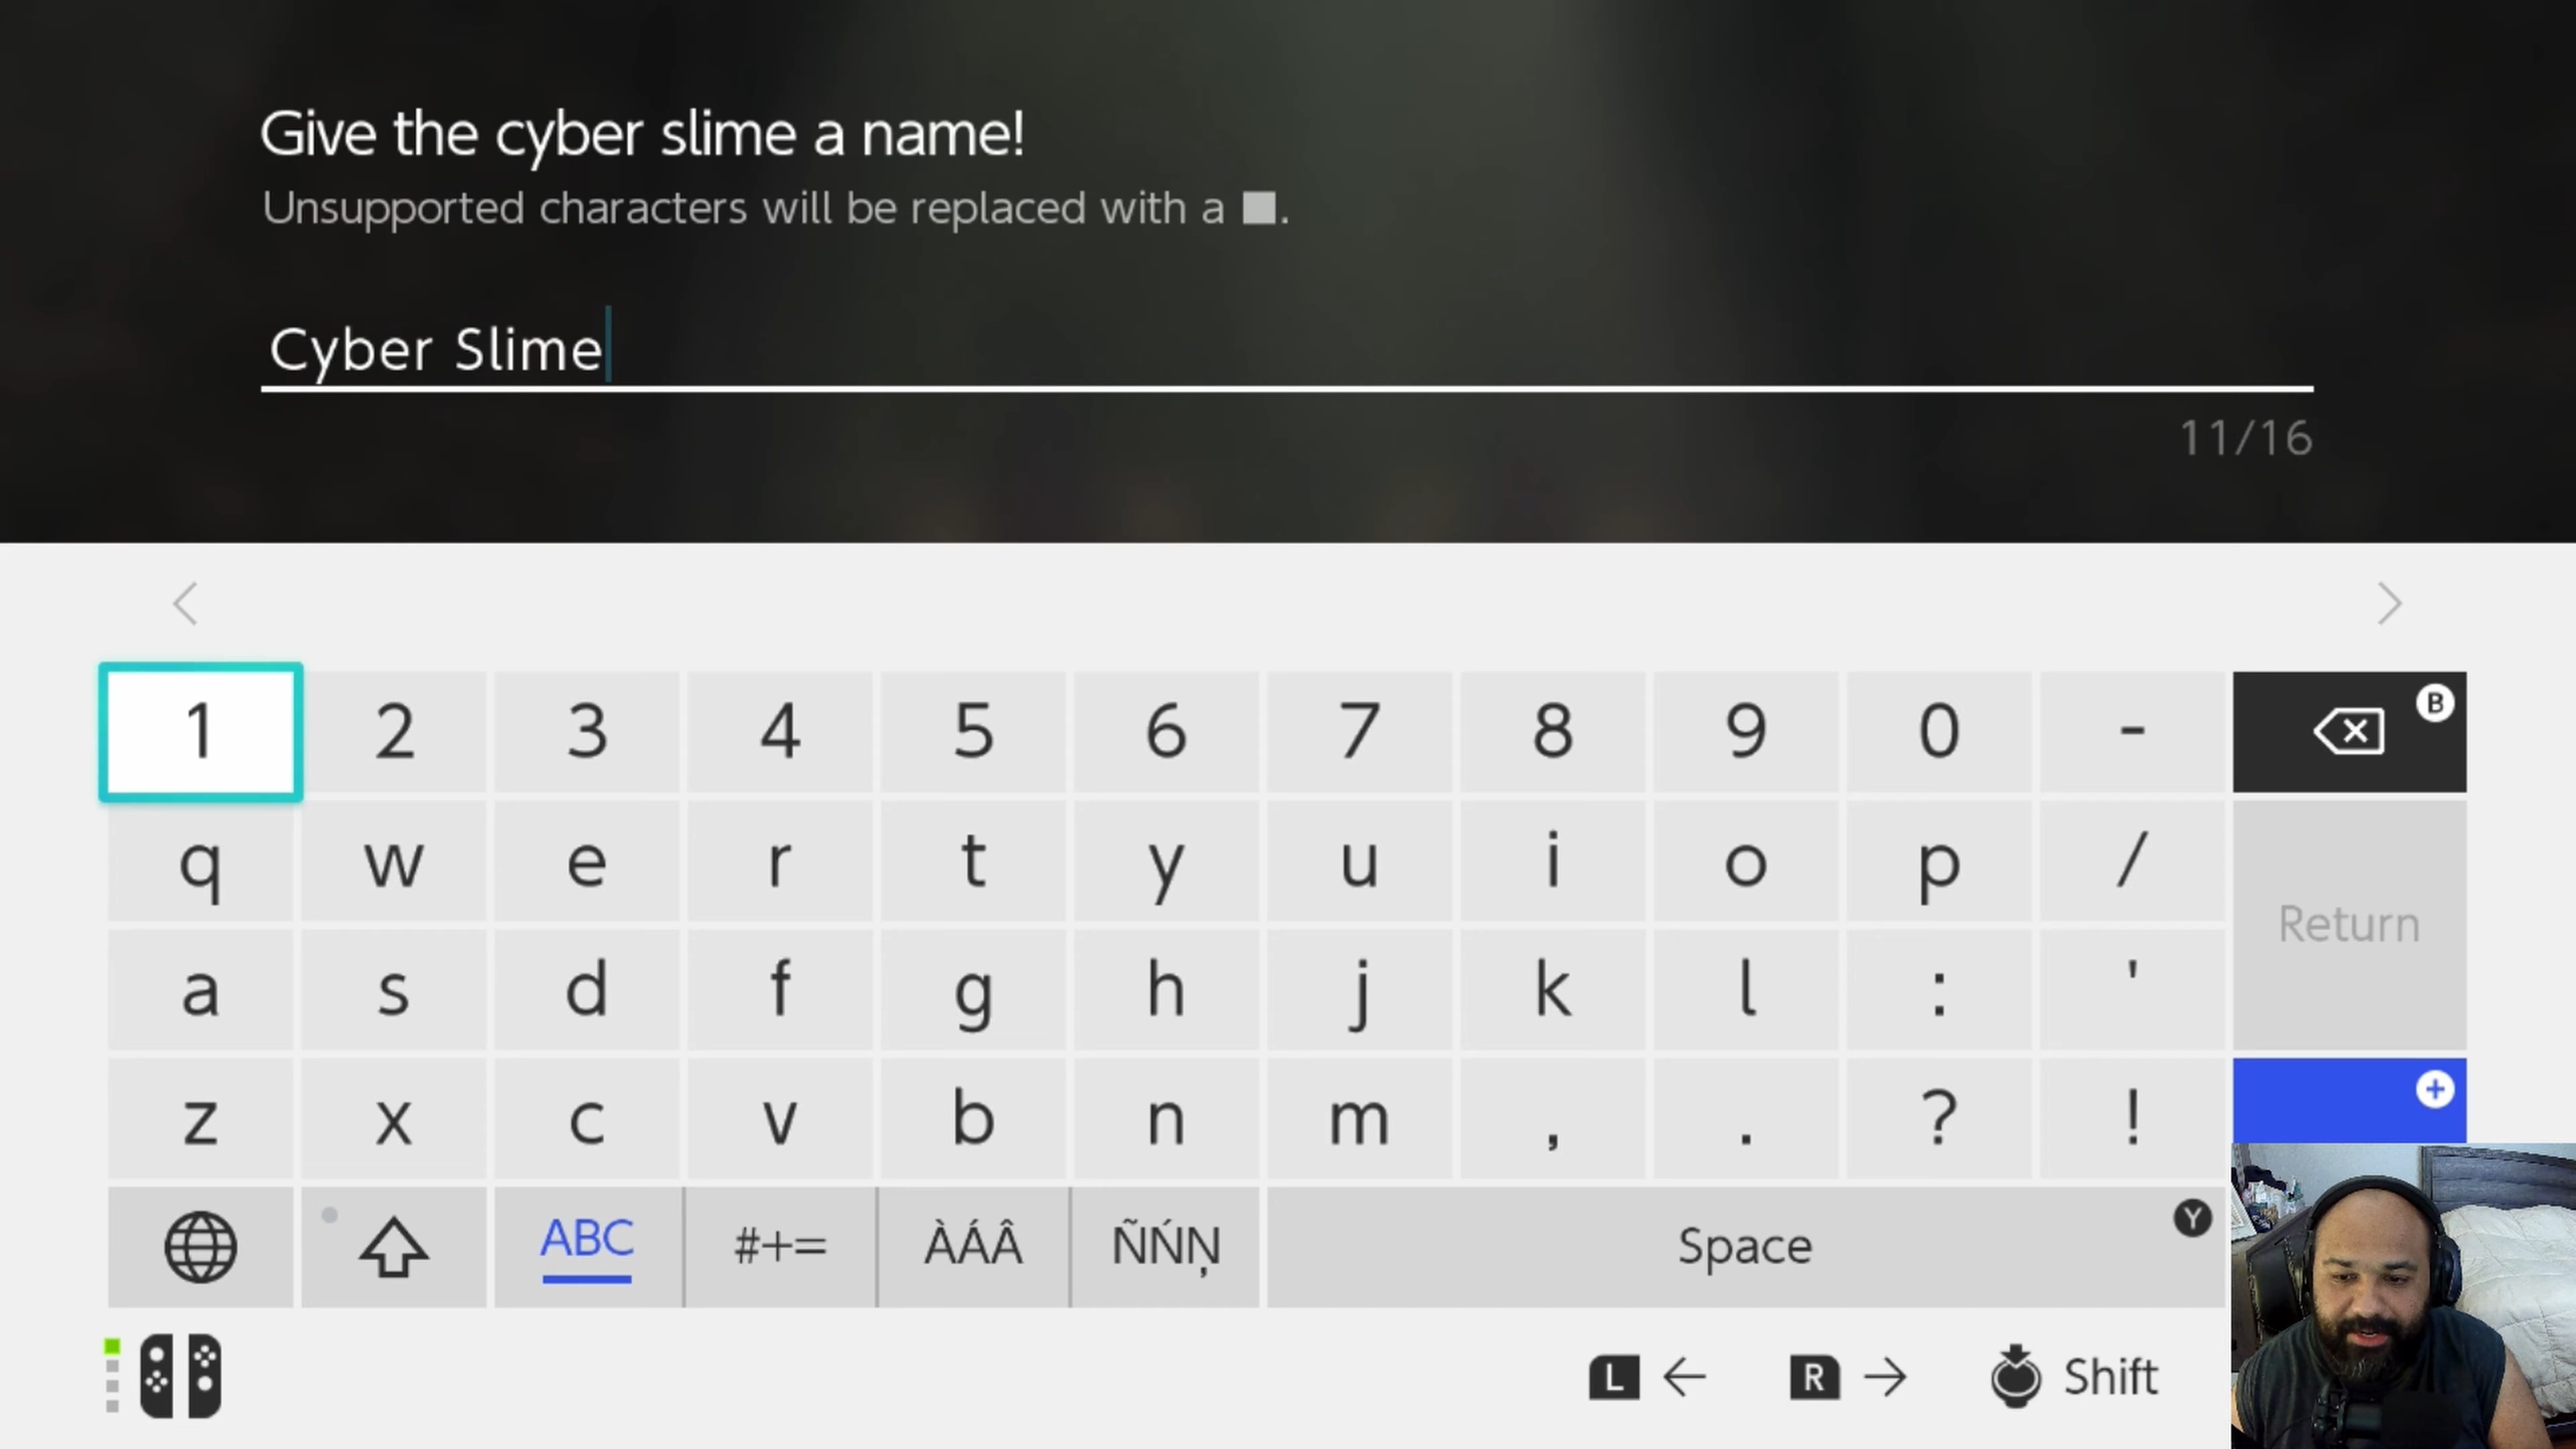 Give the cyber slime a name!
Unsupported characters will be replaced with a ■.
Cyber Slime
11/16
1 2 3 4 5 6 7 8 9 0 - B
q w e r t y u i o p /
Return
a s d f g h j k l : '
z x c v b n m , . ? ! +
ABC #+= ÀÁÂ ÑŃŅ Space Y
L ← R → Shift